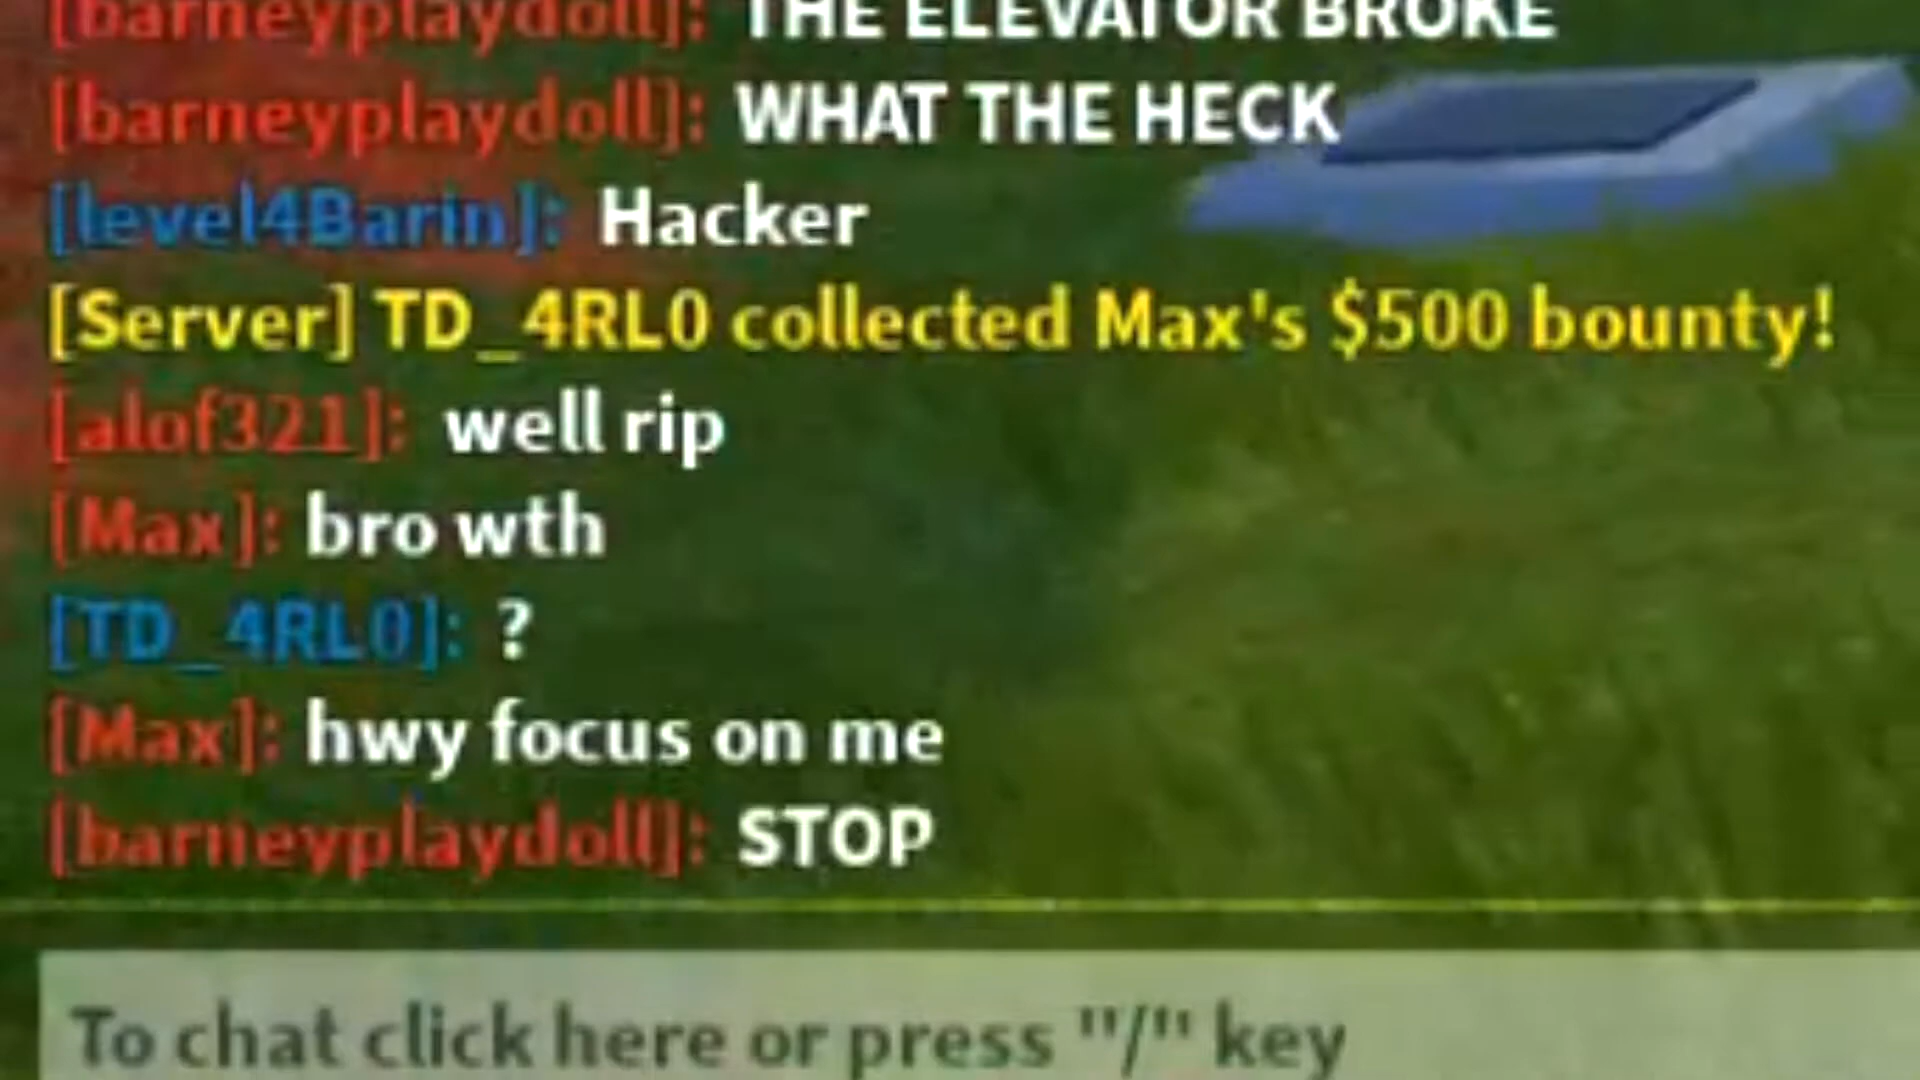 [barneyplaydoll]: THE ELEVATOR BROKE
[barneyplaydoll]: WHAT THE HECK
[level4Barin]: Hacker
[Server] TD_4RL0 collected Max's $500 bounty!
[alof321]: well rip
[Max]: bro wth
[TD_4RL0]: ?
[Max]: hwy focus on me
[barneyplaydoll]: STOP
To chat click here or press "/" key